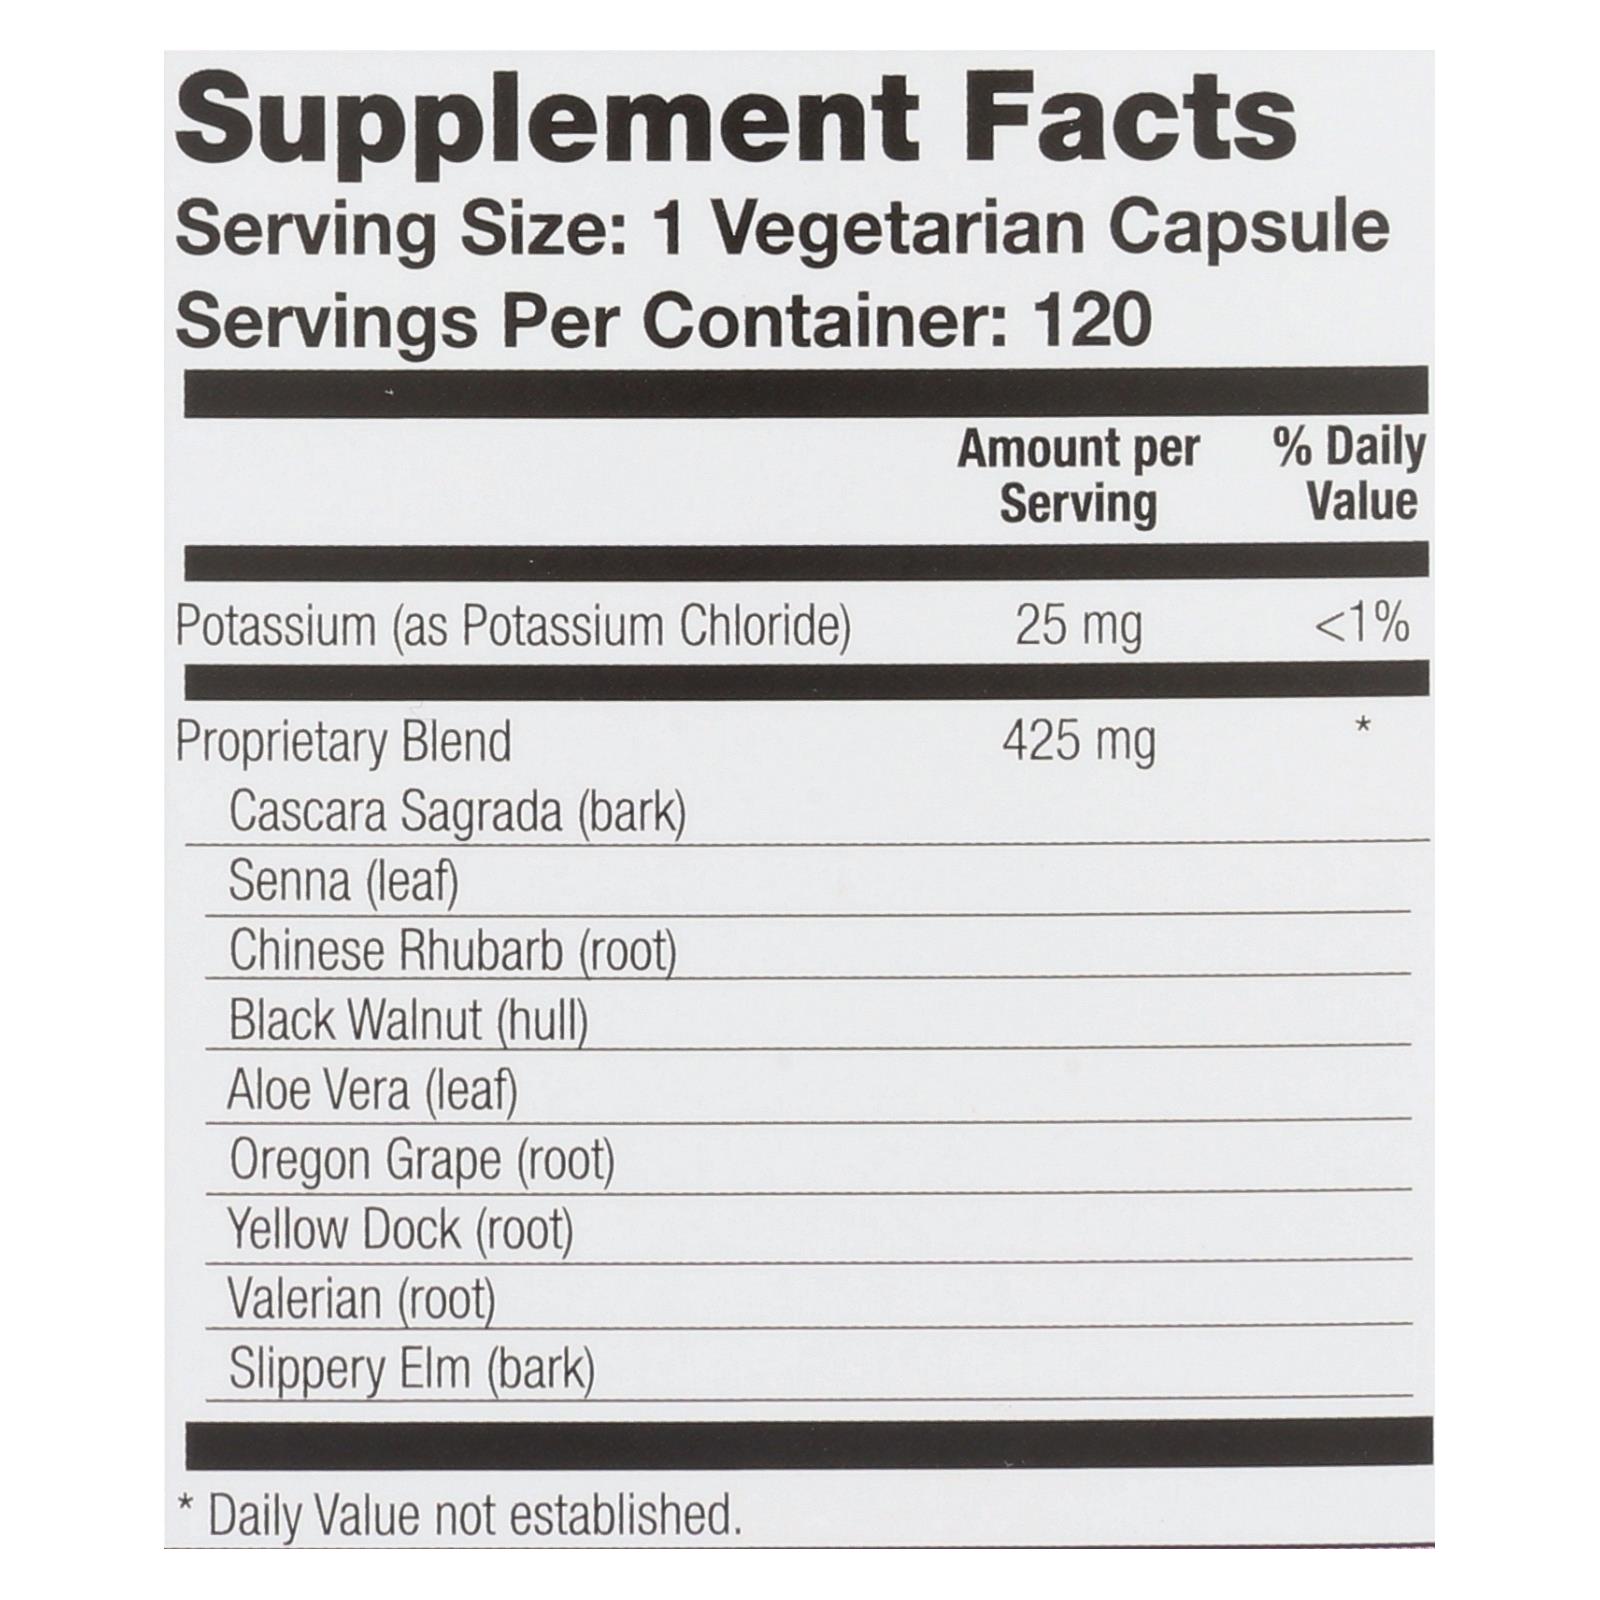 Supplement Facts
Serving Size: 1 Vegetarian Capsule
Servings Per Container: 120
Amount per Serving
% Daily Value
Potassium (as Potassium Chloride) 25 mg <1%
Proprietary Blend 425 mg *
Cascara Sagrada (bark)
Senna (leaf)
Chinese Rhubarb (root)
Black Walnut (hull)
Aloe Vera (leaf)
Oregon Grape (root)
Yellow Dock (root)
Valerian (root)
Slippery Elm (bark)
* Daily Value not established.